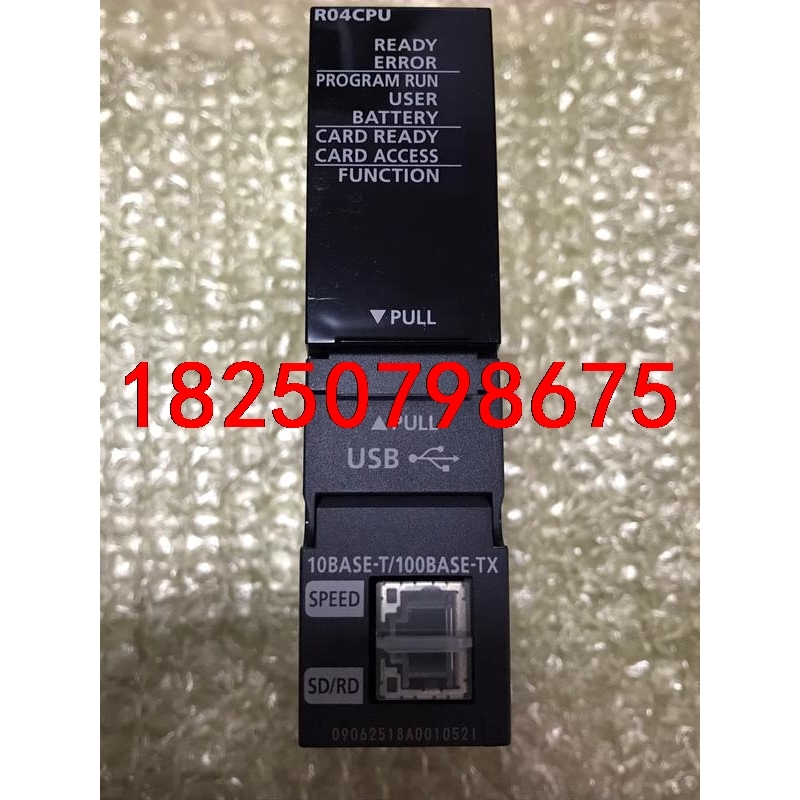 R04CPU
READY
ERROR
PROGRAM RUN
USER
BATTERY
CARD READY
CARD ACCESS
FUNCTION
▼PULL
18250798675
▲PULL
USB
10BASE-T/100BASE-TX
SPEED
SD/RD
09062518A0010521